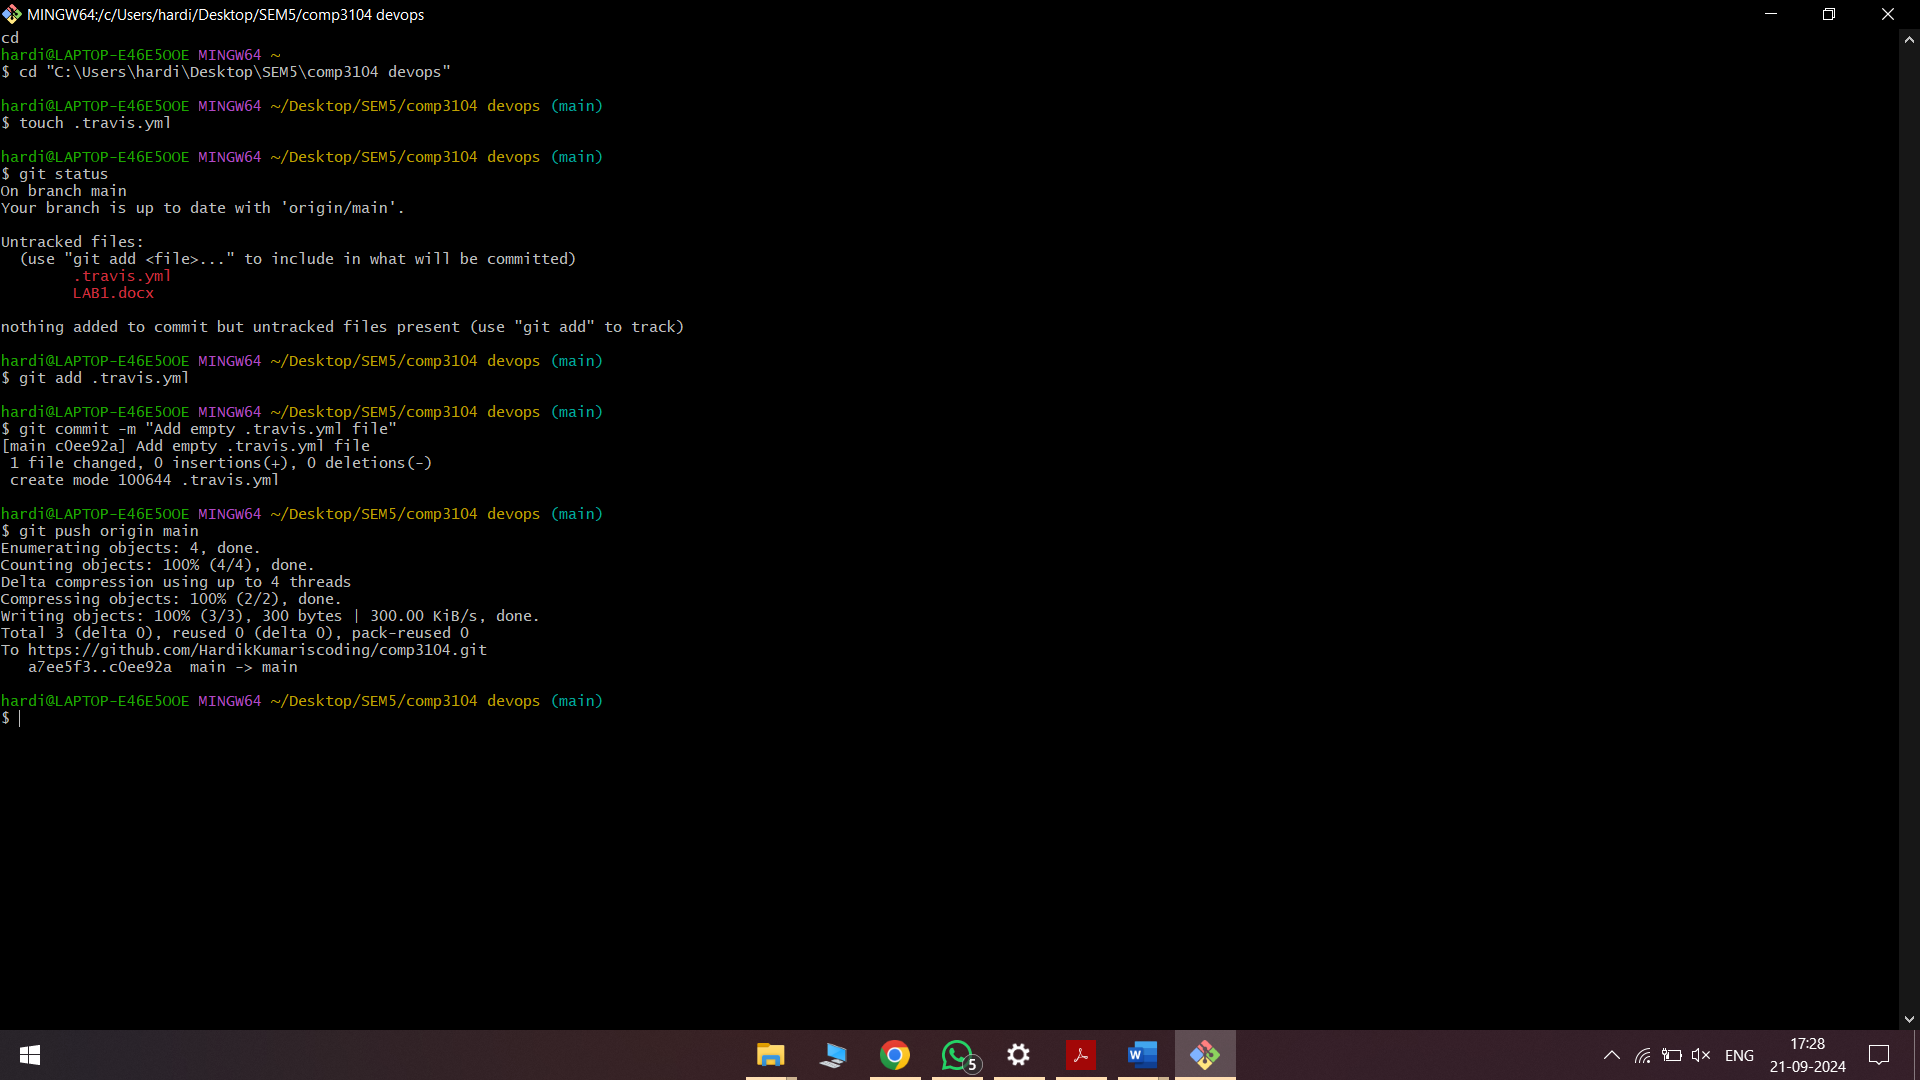 MINGW64:/c/Users/hardi/Desktop/SEM5/comp3104 devops
cd
hardi@LAPTOP-E46E5OOE MINGW64 ~
$ cd "C:\Users\hardi\Desktop\SEM5\comp3104 devops"
hardi@LAPTOP-E46E5OOE MINGW64 ~/Desktop/SEM5/comp3104 devops (main)
$ touch .travis.yml
hardi@LAPTOP-E46E5OOE MINGW64 ~/Desktop/SEM5/comp3104 devops (main)
$ git status
On branch main
Your branch is up to date with 'origin/main'.
Untracked files:
  (use "git add <file>..." to include in what will be committed)
        .travis.yml
        LAB1.docx
nothing added to commit but untracked files present (use "git add" to track)
hardi@LAPTOP-E46E5OOE MINGW64 ~/Desktop/SEM5/comp3104 devops (main)
$ git add .travis.yml
hardi@LAPTOP-E46E5OOE MINGW64 ~/Desktop/SEM5/comp3104 devops (main)
$ git commit -m "Add empty .travis.yml file"
[main c0ee92a] Add empty .travis.yml file
 1 file changed, 0 insertions(+), 0 deletions(-)
 create mode 100644 .travis.yml
hardi@LAPTOP-E46E5OOE MINGW64 ~/Desktop/SEM5/comp3104 devops (main)
$ git push origin main
Enumerating objects: 4, done.
Counting objects: 100% (4/4), done.
Delta compression using up to 4 threads
Compressing objects: 100% (2/2), done.
Writing objects: 100% (3/3), 300 bytes | 300.00 KiB/s, done.
Total 3 (delta 0), reused 0 (delta 0), pack-reused 0
To https://github.com/HardikKumariscoding/comp3104.git
   a7ee5f3..c0ee92a  main -> main
hardi@LAPTOP-E46E5OOE MINGW64 ~/Desktop/SEM5/comp3104 devops (main)
$
5
ENG
17:28
21-09-2024